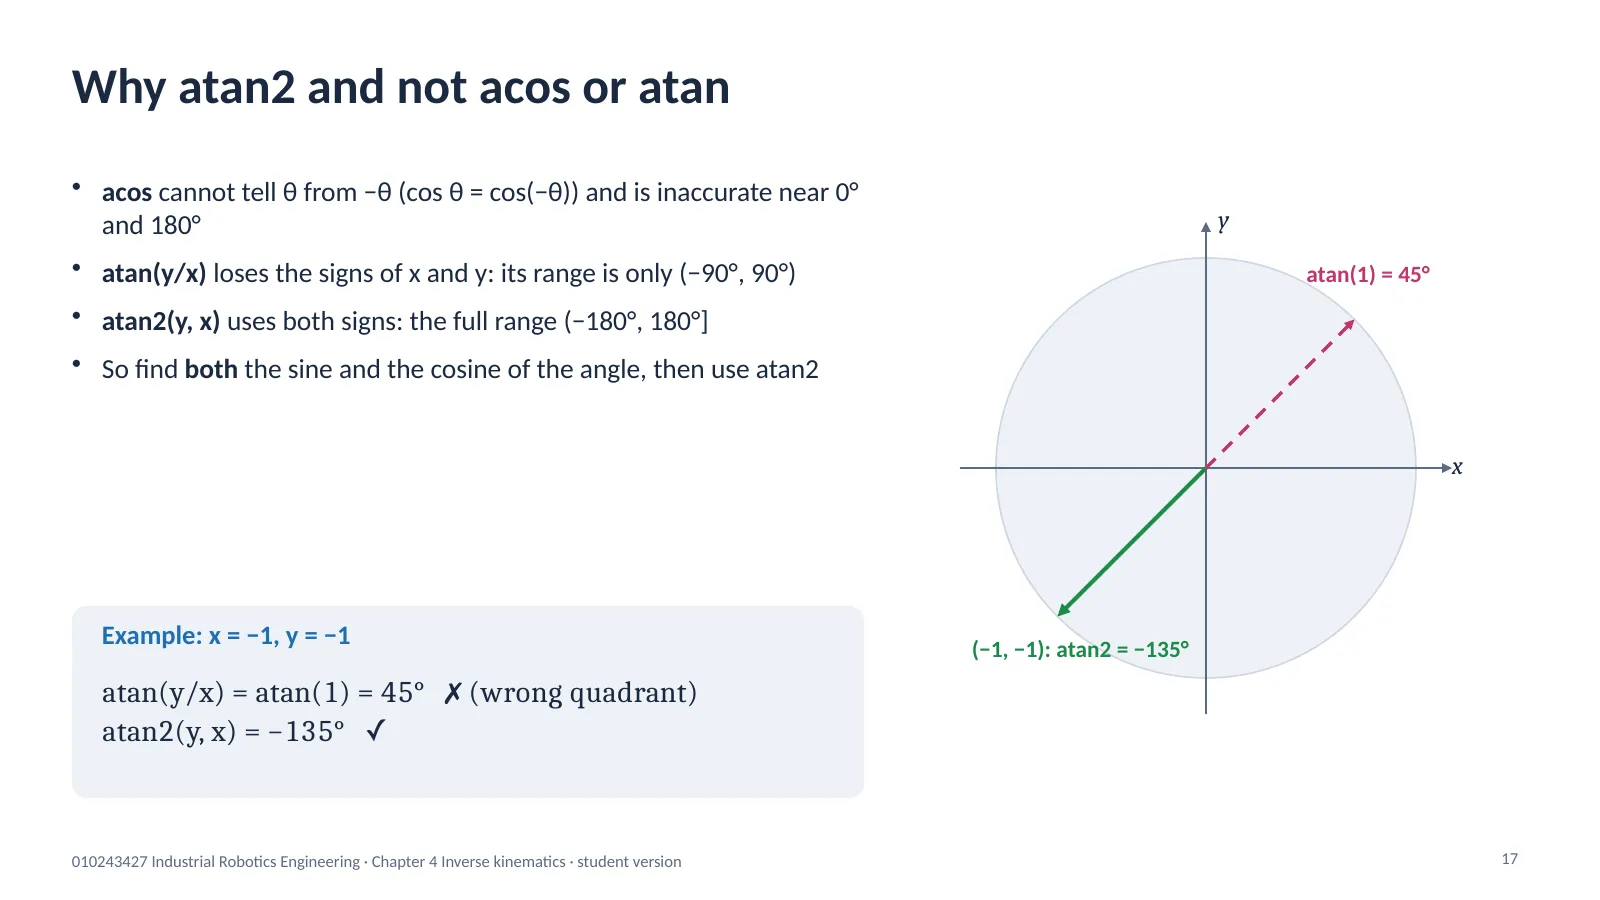 Why atan2 and not acos or atan
• acos cannot tell θ from −θ (cos θ = cos(−θ)) and is inaccurate near 0°
and 180°
• atan(y/x) loses the signs of x and y: its range is only (−90°, 90°)
• atan2(y, x) uses both signs: the full range (−180°, 180°]
• So find both the sine and the cosine of the angle, then use atan2
y
atan(1) = 45°
x
(−1, −1): atan2 = −135°
Example: x = −1, y = −1
atan(y/x) = atan(1) = 45° ✗ (wrong quadrant)
atan2(y, x) = −135° ✓
010243427 Industrial Robotics Engineering · Chapter 4 Inverse kinematics · student version
17